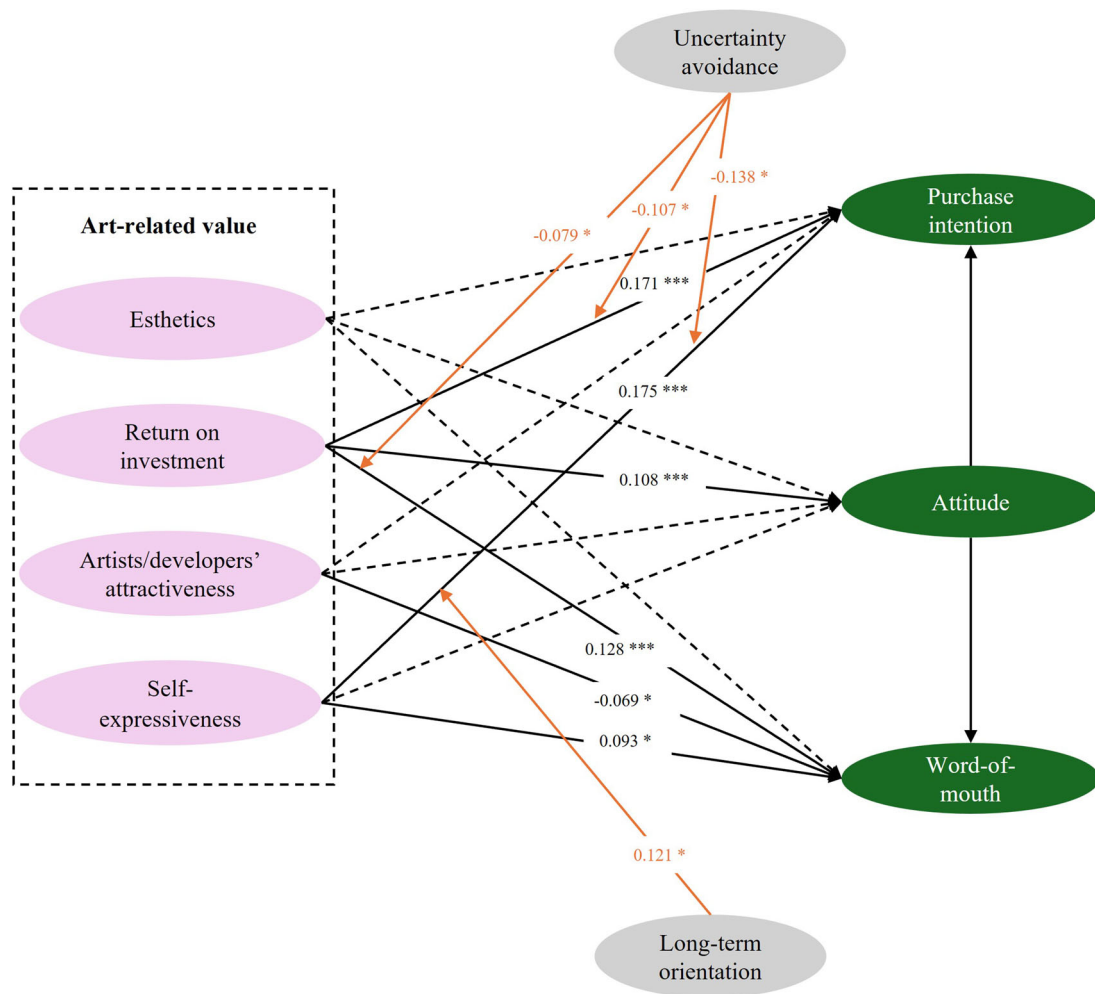 Uncertainty
avoidance
-0.138 *
-0.107 *
-0.079 *
Art-related value
Esthetics
Return on
investment
Artists/developers’
attractiveness
Self-
expressiveness
0.171 ***
0.175 ***
0.108 ***
0.128 ***
-0.069 *
0.093 *
0.121 *
Purchase
intention
Attitude
Word-of-
mouth
Long-term
orientation